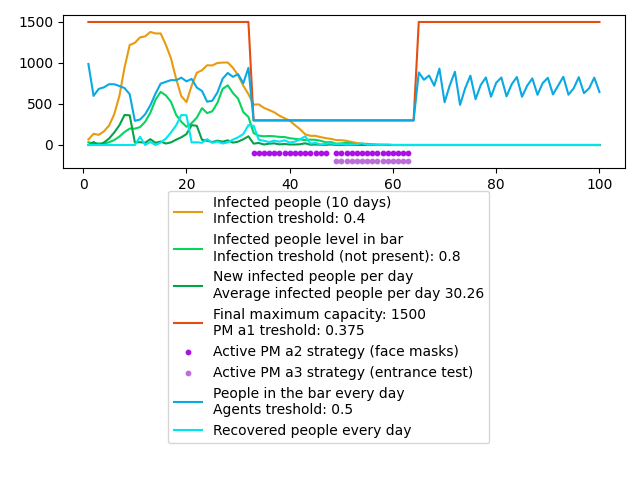 1500
1000
500
0
0 20 40 60 80 100
Infected people (10 days)
Infection treshold: 0.4
Infected people level in bar
Infection treshold (not present): 0.8
New infected people per day
Average infected people per day 30.26
Final maximum capacity: 1500
PM a1 treshold: 0.375
Active PM a2 strategy (face masks)
Active PM a3 strategy (entrance test)
People in the bar every day
Agents treshold: 0.5
Recovered people every day